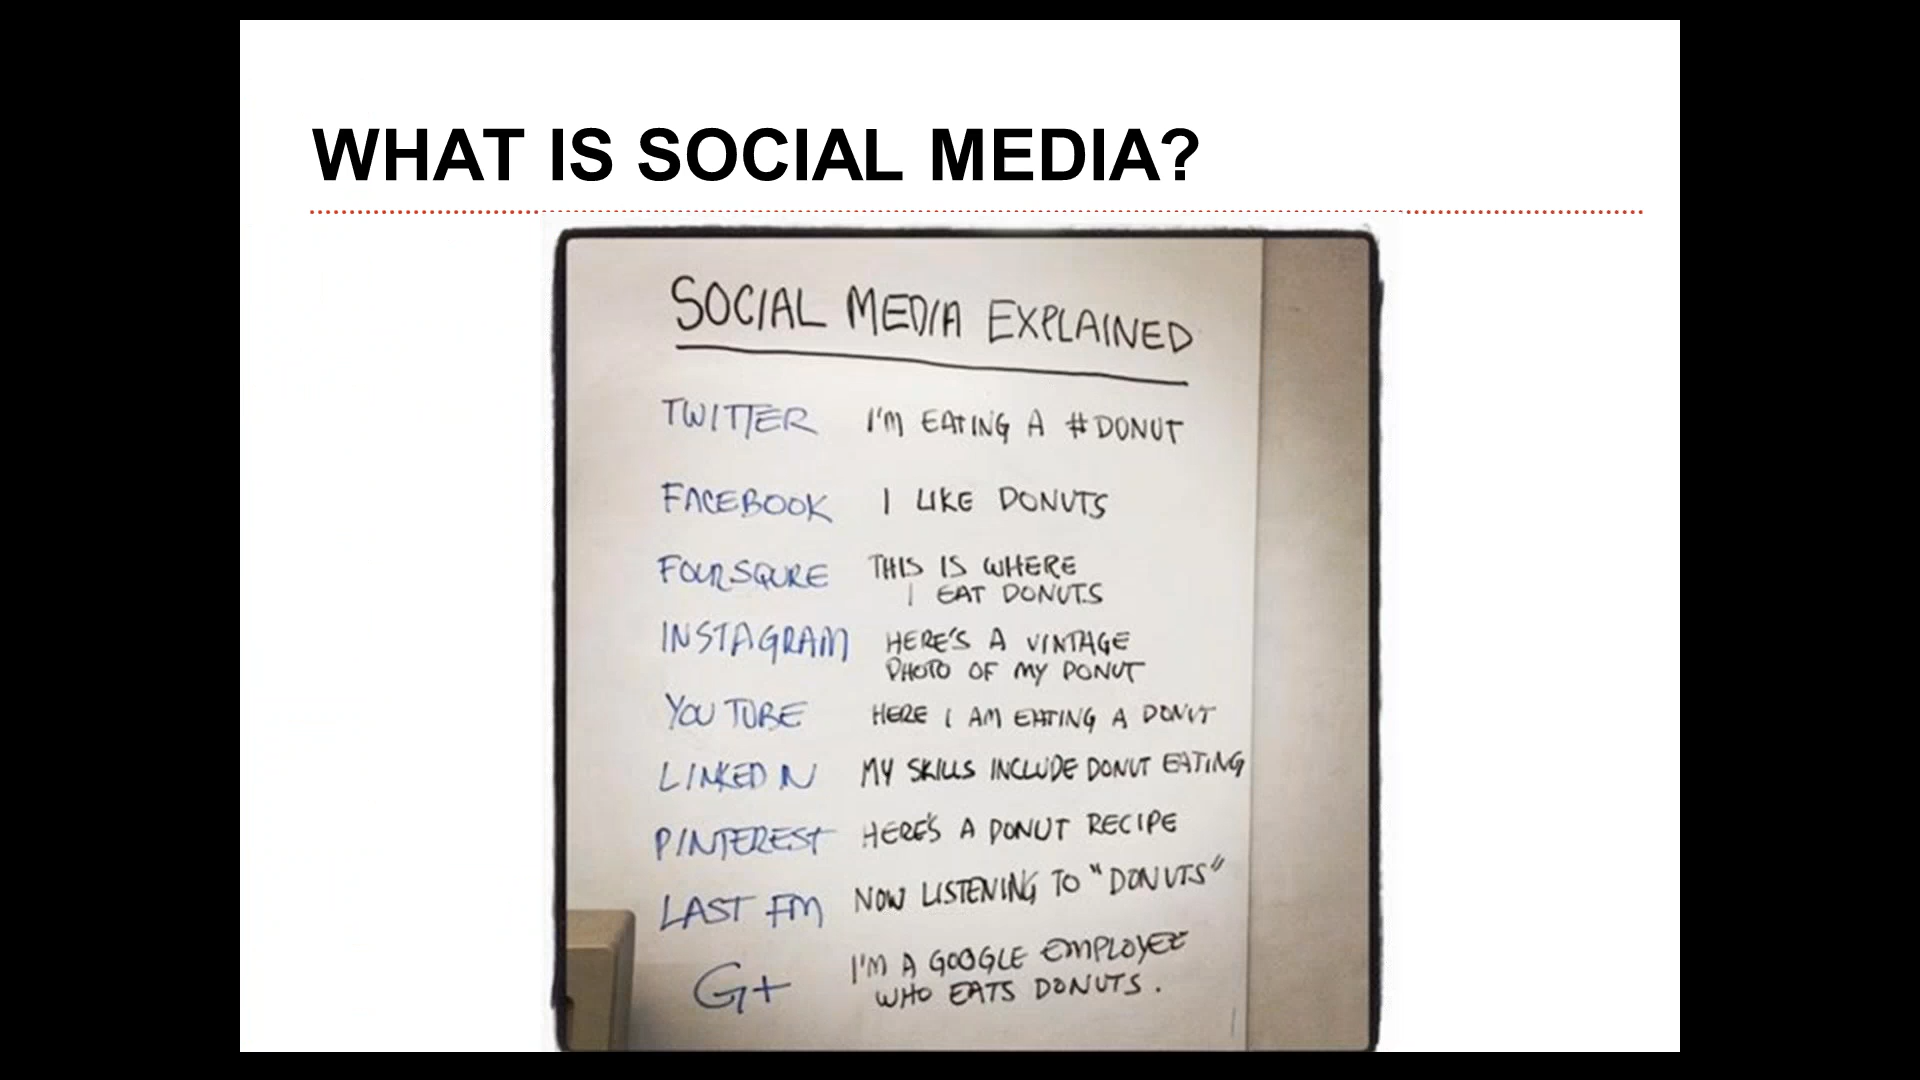 WHAT IS SOCIAL MEDIA?
SOCIAL MEDIA EXPLAINED
TWITTER I'M EATING A #DONUT
FACEBOOK I LIKE DONUTS
FOURSQURE THIS IS WHERE
I EAT DONUTS
INSTAGRAM HERE'S A VINTAGE
PHOTO OF MY DONUT
YOU TUBE HERE I AM EATING A DONUT
LINKED IN MY SKILLS INCLUDE DONUT EATING
PINTEREST HERE'S A DONUT RECIPE
LAST FM NOW LISTENING TO "DONUTS"
G+ I'M A GOOGLE EMPLOYEE
WHO EATS DONUTS.